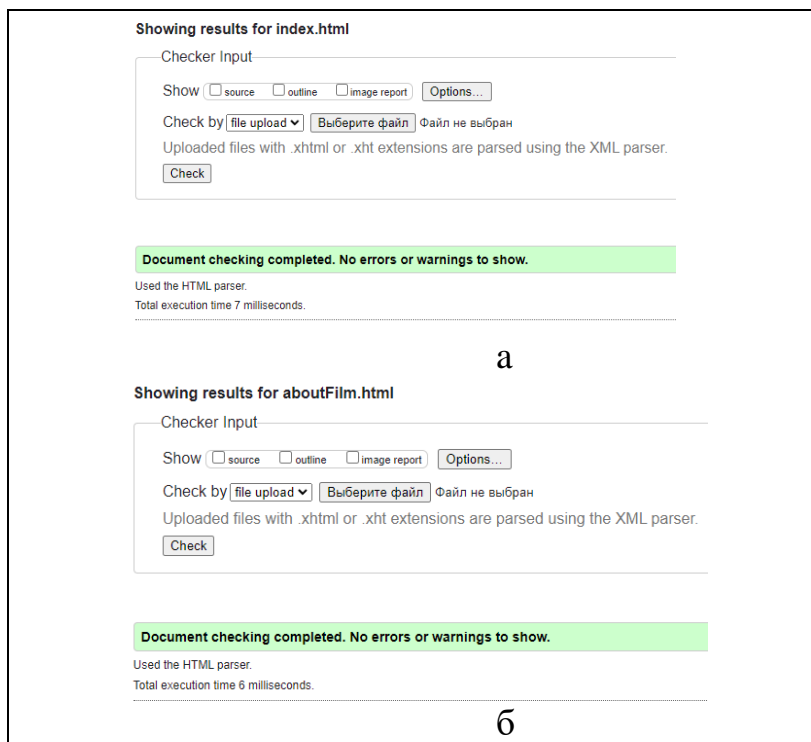 Showing results for index.html
Checker Input
Show source outline image report Options...
Check by file upload Выберите файл Файл не выбран
Uploaded files with .xhtml or .xht extensions are parsed using the XML parser.
Check
Document checking completed. No errors or warnings to show.
Used the HTML parser.
Total execution time 7 milliseconds.
а
Showing results for aboutFilm.html
Checker Input
Show source outline image report Options...
Check by file upload Выберите файл Файл не выбран
Uploaded files with .xhtml or .xht extensions are parsed using the XML parser.
Check
Document checking completed. No errors or warnings to show.
Used the HTML parser.
Total execution time 6 milliseconds.
б